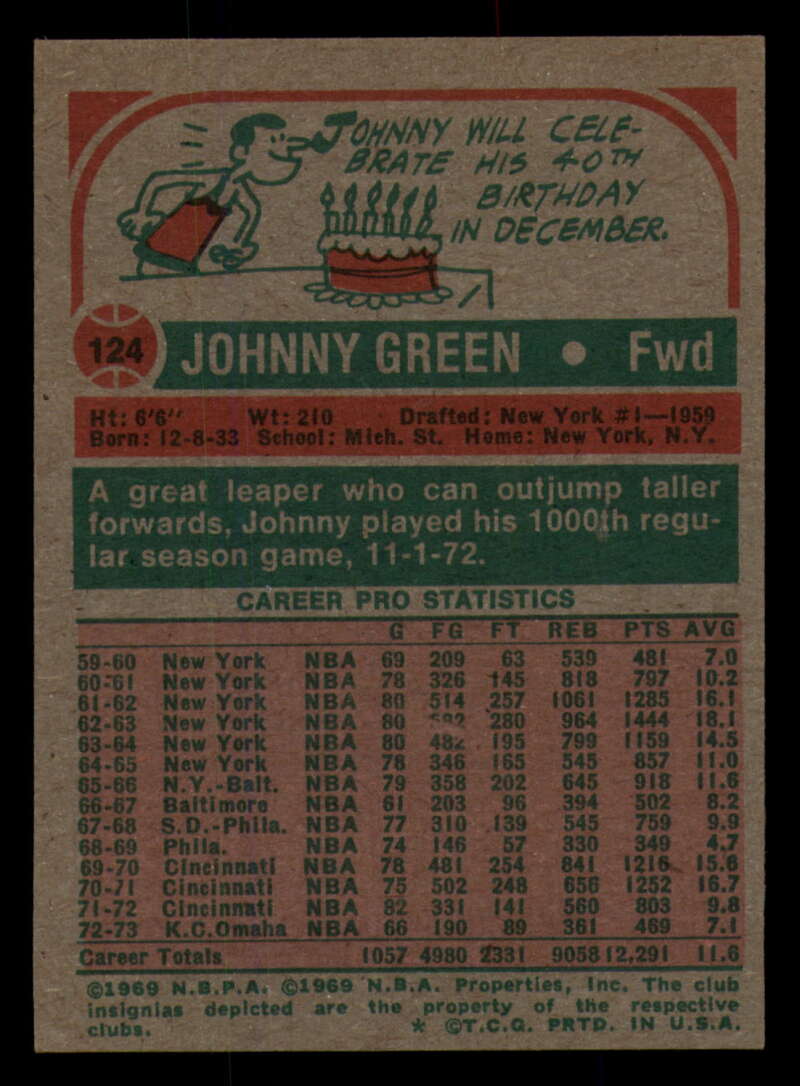 JOHNNY WILL CELE-
BRATE HIS 40TH
BIRTHDAY
IN DECEMBER.
124 JOHNNY GREEN • Fwd
Ht: 6'6" Wt: 210 Drafted: New York #1—1959
Born: 12-8-33 School: Mich. St. Home: New York, N.Y.
A great leaper who can outjump taller
forwards, Johnny played his 1000th regu-
lar season game, 11-1-72.
CAREER PRO STATISTICS
G FG FT REB PTS AVG
59-60 New York NBA 69 209 63 539 481 7.0
60-61 New York NBA 78 326 145 818 797 10.2
61-62 New York NBA 80 514 257 1061 1285 16.1
62-63 New York NBA 80 280 964 1444 18.1
63-64 New York NBA 80 482 195 799 1159 14.5
64-65 New York NBA 78 346 165 545 857 11.0
65-66 N.Y.-Balt. NBA 79 358 202 645 918 11.6
66-67 Baltimore NBA 61 203 96 394 502 8.2
67-68 S.D.-Phila. NBA 77 310 139 545 759 9.9
68-69 Phila. NBA 74 146 57 330 349 4.7
69-70 Cincinnati NBA 78 481 254 841 1216 15.6
70-71 Cincinnati NBA 75 502 248 656 1252 16.7
71-72 Cincinnati NBA 82 331 141 560 803 9.8
72-73 K.C.Omaha NBA 66 190 89 361 469 7.1
Career Totals 1057 4980 2331 9058 12,291 11.6
©1969 N.B.P.A. ©1969 N.B.A. Properties, Inc. The club
insignias depicted are the property of the respective
clubs. * ©T.C.G. PRTD. IN U.S.A.